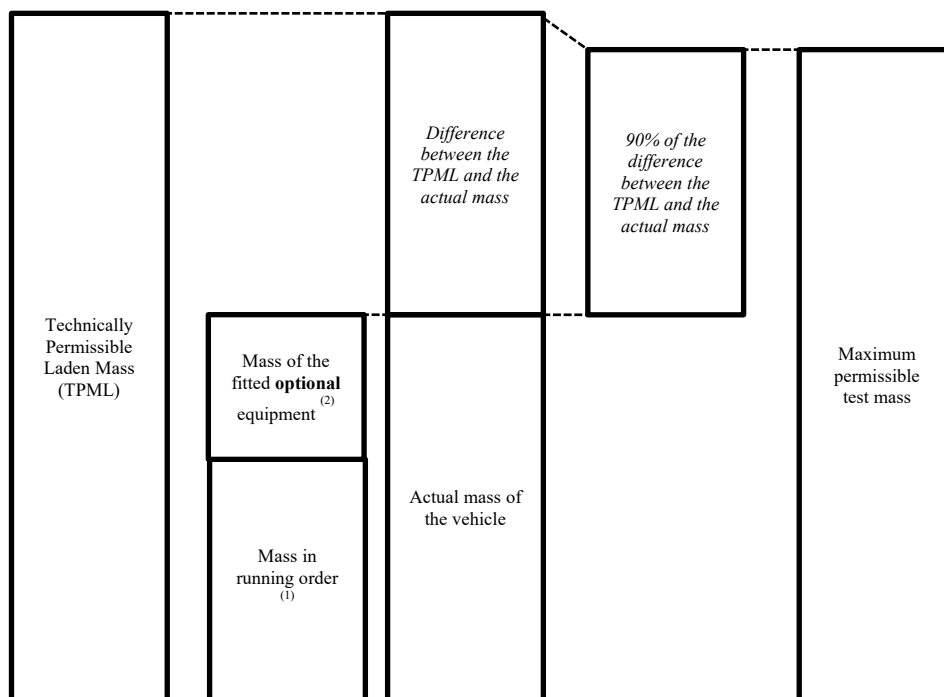 Technically
Permissible
Laden Mass
(TPML)
Mass of the
fitted optional
equipment (2)
Mass in
running order
(1)
Difference
between the
TPML and the
actual mass
Actual mass of
the vehicle
90% of the
difference
between the
TPML and the
actual mass
Maximum
permissible
test mass